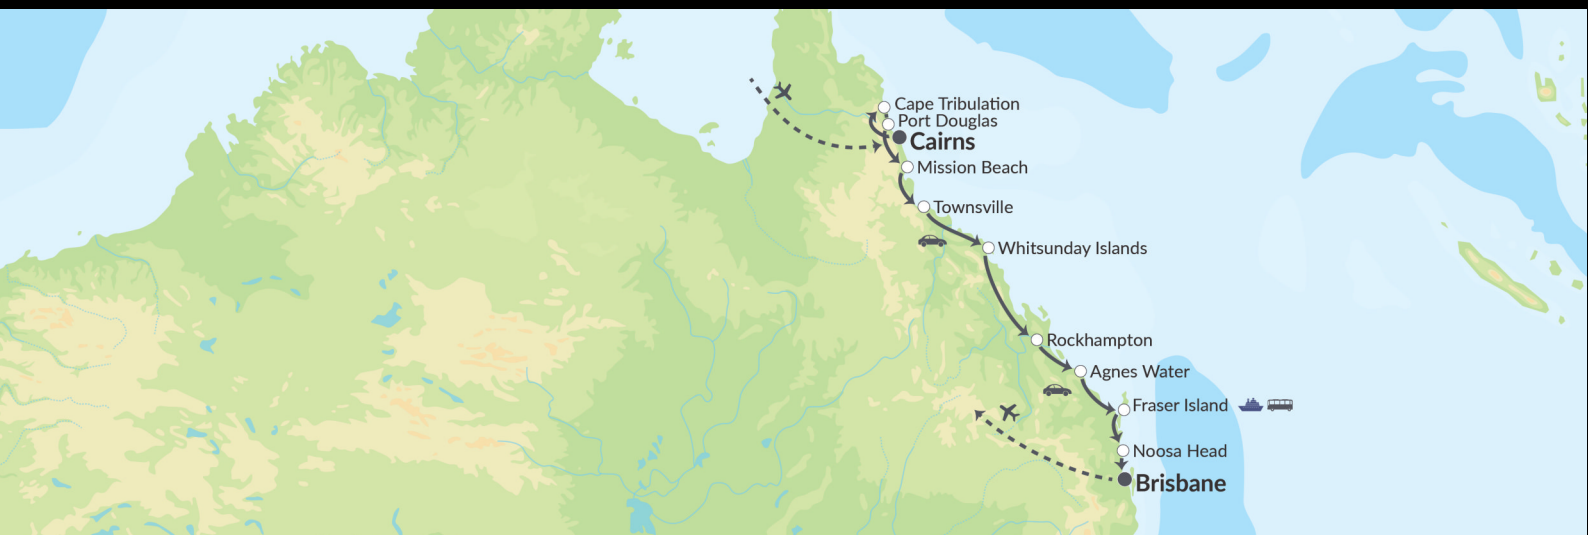 Cape Tribulation
Port Douglas
Cairns
Mission Beach
Townsville
Whitsunday Islands
Rockhampton
Agnes Water
Fraser Island
Noosa Head
Brisbane